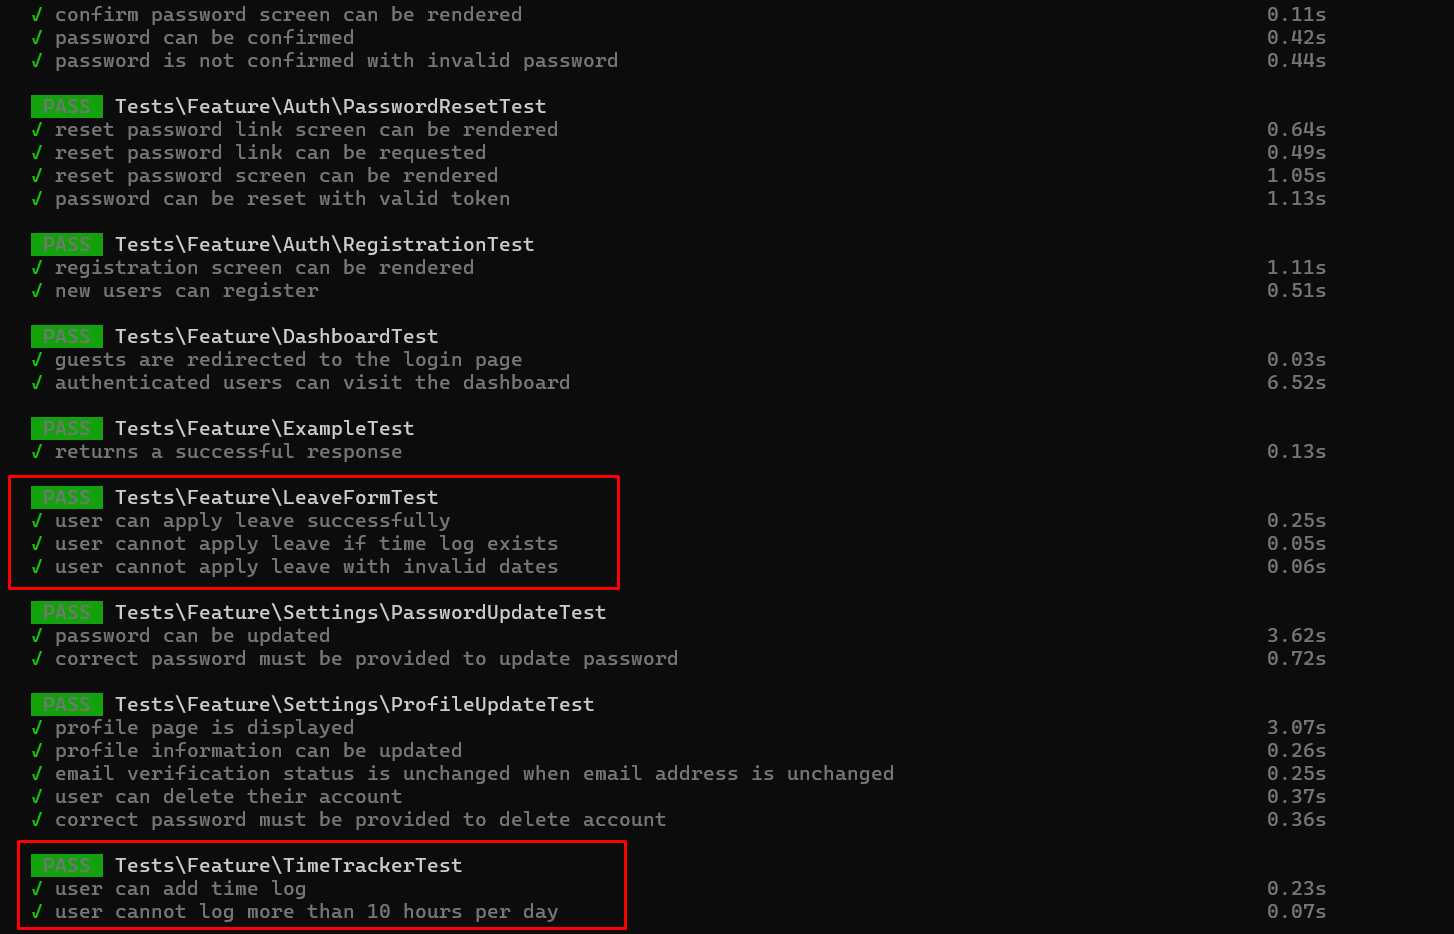 ✓ confirm password screen can be rendered 0.11s
✓ password can be confirmed 0.42s
✓ password is not confirmed with invalid password 0.44s
PASS Tests\Feature\Auth\PasswordResetTest
✓ reset password link screen can be rendered 0.64s
✓ reset password link can be requested 0.49s
✓ reset password screen can be rendered 1.05s
✓ password can be reset with valid token 1.13s
PASS Tests\Feature\Auth\RegistrationTest
✓ registration screen can be rendered 1.11s
✓ new users can register 0.51s
PASS Tests\Feature\DashboardTest
✓ guests are redirected to the login page 0.03s
✓ authenticated users can visit the dashboard 6.52s
PASS Tests\Feature\ExampleTest
✓ returns a successful response 0.13s
PASS Tests\Feature\LeaveFormTest
✓ user can apply leave successfully 0.25s
✓ user cannot apply leave if time log exists 0.05s
✓ user cannot apply leave with invalid dates 0.06s
PASS Tests\Feature\Settings\PasswordUpdateTest
✓ password can be updated 3.62s
✓ correct password must be provided to update password 0.72s
PASS Tests\Feature\Settings\ProfileUpdateTest
✓ profile page is displayed 3.07s
✓ profile information can be updated 0.26s
✓ email verification status is unchanged when email address is unchanged 0.25s
✓ user can delete their account 0.37s
✓ correct password must be provided to delete account 0.36s
PASS Tests\Feature\TimeTrackerTest
✓ user can add time log 0.23s
✓ user cannot log more than 10 hours per day 0.07s